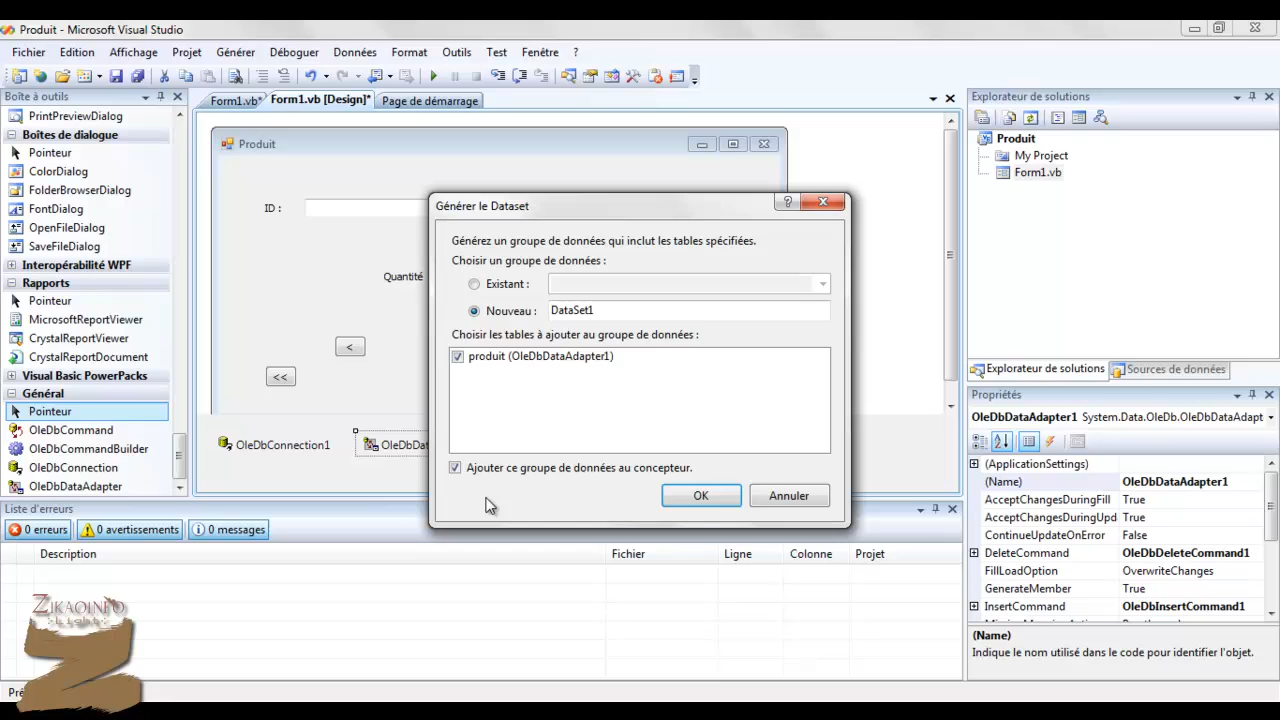 Produit - Microsoft Visual Studio
Fichier Edition Affichage Projet Générer Déboguer Données Format Outils Test Fenêtre ?
Boîte à outils
PrintPreviewDialog
Boîtes de dialogue
Pointeur
ColorDialog
FolderBrowserDialog
FontDialog
OpenFileDialog
SaveFileDialog
Interopérabilité WPF
Rapports
Pointeur
MicrosoftReportViewer
CrystalReportViewer
CrystalReportDocument
Visual Basic PowerPacks
Général
Pointeur
OleDbCommand
OleDbCommandBuilder
OleDbConnection
OleDbDataAdapter
Form1.vb* Form1.vb [Design]* Page de démarrage
Produit
ID :
Quantité
<
<<
OleDbConnection1 OleDbDat
Générer le Dataset
?
Générez un groupe de données qui inclut les tables spécifiées.
Choisir un groupe de données :
Existant :
Nouveau : DataSet1
Choisir les tables à ajouter au groupe de données :
produit (OleDbDataAdapter1)
Ajouter ce groupe de données au concepteur.
OK Annuler
Explorateur de solutions
Produit
My Project
Form1.vb
Explorateur de solutions Sources de données
Propriétés
OleDbDataAdapter1 System.Data.OleDb.OleDbDataAdapt
(ApplicationSettings)
(Name) OleDbDataAdapter1
AcceptChangesDuringFill True
AcceptChangesDuringUpd True
ContinueUpdateOnError False
DeleteCommand OleDbDeleteCommand1
FillLoadOption OverwriteChanges
GenerateMember True
InsertCommand OleDbInsertCommand1
(Name)
Indique le nom utilisé dans le code pour identifier l'objet.
Liste d'erreurs
0 erreurs 0 avertissements 0 messages
Description Fichier Ligne Colonne Projet
ZIKAOINFO
Light
Z
Pr